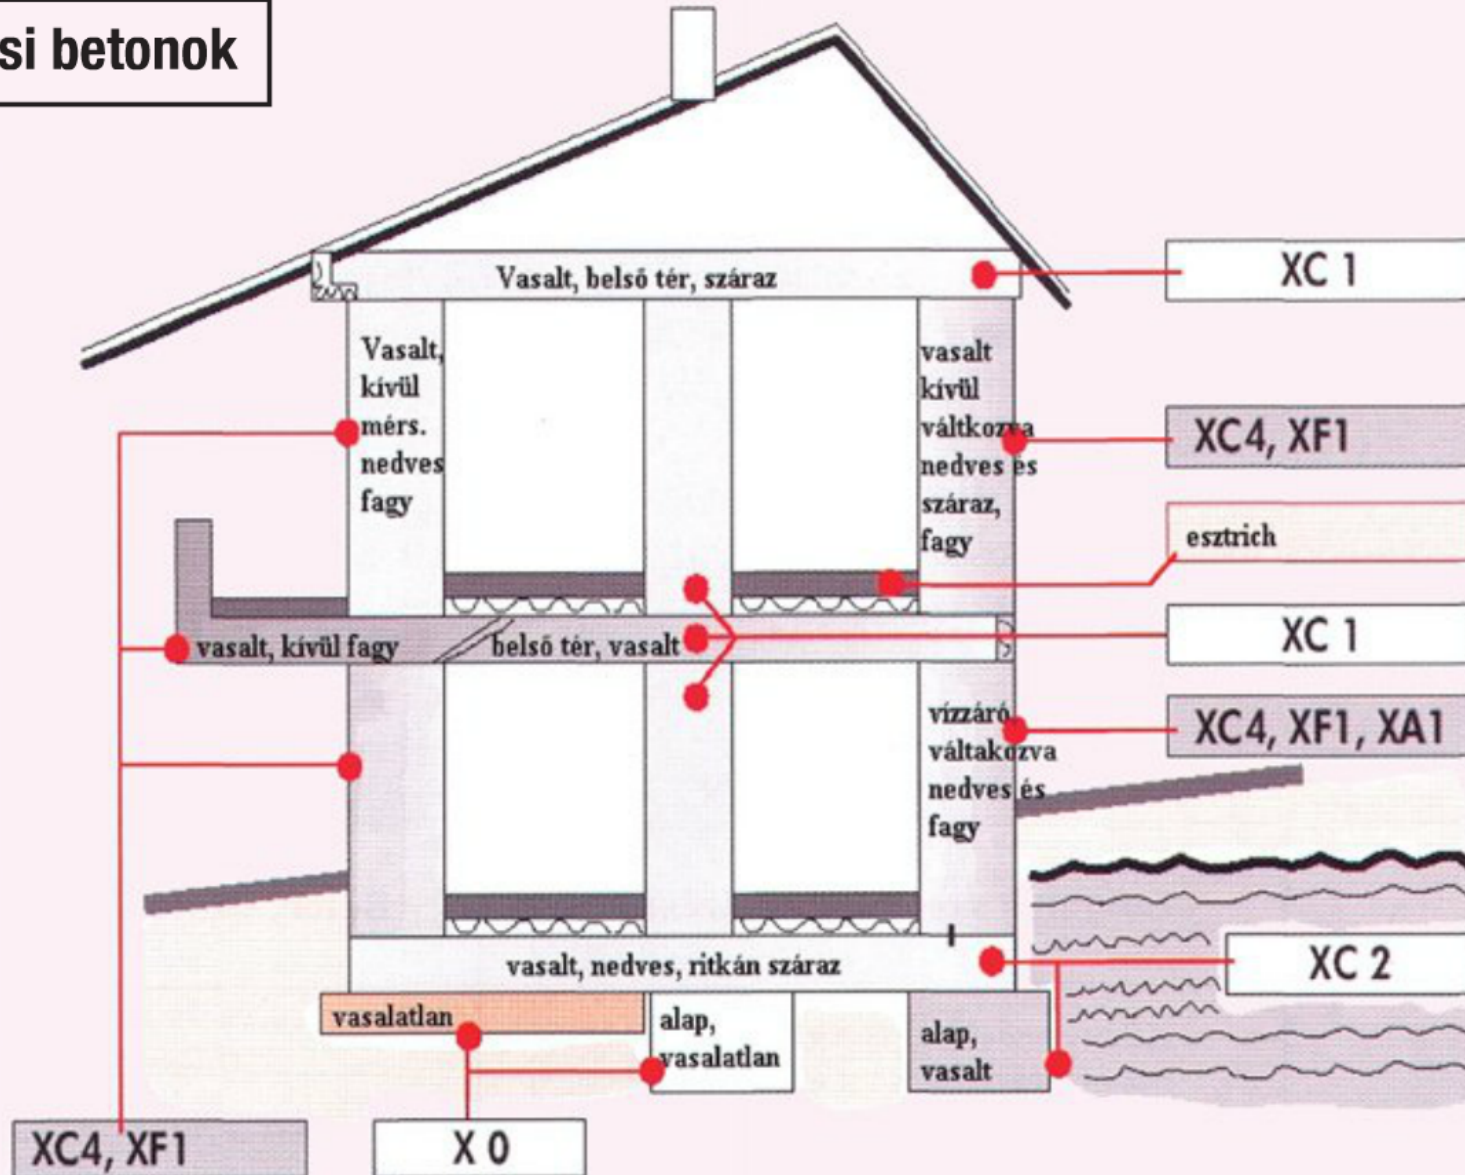 si betonok
Vasalt, belső tér, száraz
XC 1
Vasalt,
kívül
mérs.
nedves
fagy
vasalt
kívül
váltkozva
nedves és
száraz,
fagy
XC4, XF1
esztrich
vasalt, kívül fagy
belső tér, vasalt
XC 1
vízzáró,
váltakozva
nedves és
fagy
XC4, XF1, XA1
vasalt, nedves, ritkán száraz
XC 2
vasalatlan
alap,
vasalatlan
alap,
vasalt
XC4, XF1
X 0